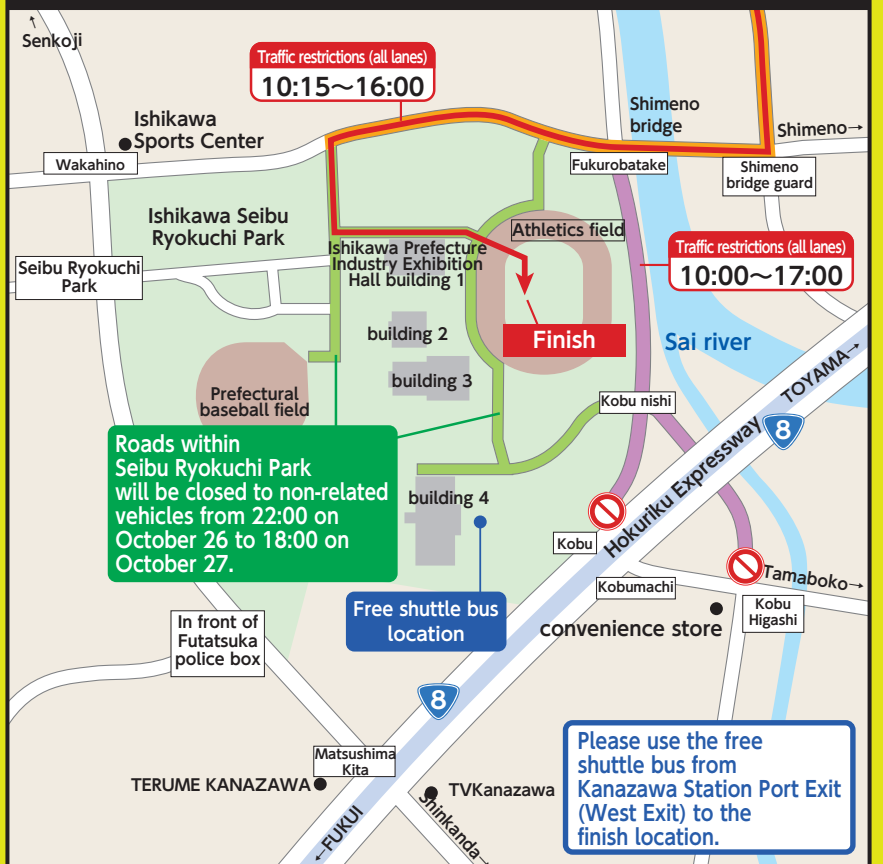 Senkoji
Traffic restrictions (all lanes)
10:15～16:00
Ishikawa
Sports Center
Wakahino
Shimeno
bridge
Shimeno→
Fukurobatake
Shimeno
bridge guard
Ishikawa Seibu
Ryokuchi Park
Athletics field
Ishikawa Prefecture
Industry Exhibition
Hall building 1
Seibu Ryokuchi
Park
Traffic restrictions (all lanes)
10:00～17:00
building 2
Finish
Sai river
building 3
TOYAMA→
Prefectural
baseball field
Kobu nishi
8
Roads within
Seibu Ryokuchi Park
will be closed to non-related
vehicles from 22:00 on
October 26 to 18:00 on
October 27.
building 4
Hokuriku Expressway
Kobu
Tamaboko→
Kobumachi
Kobu
Higashi
Free shuttle bus
location
convenience store
In front of
Futatsuka
police box
8
Please use the free
shuttle bus from
Kanazawa Station Port Exit
(West Exit) to the
finish location.
Matsushima
Kita
TERUME KANAZAWA
TVKanazawa
←FUKUI
Shinkanda→